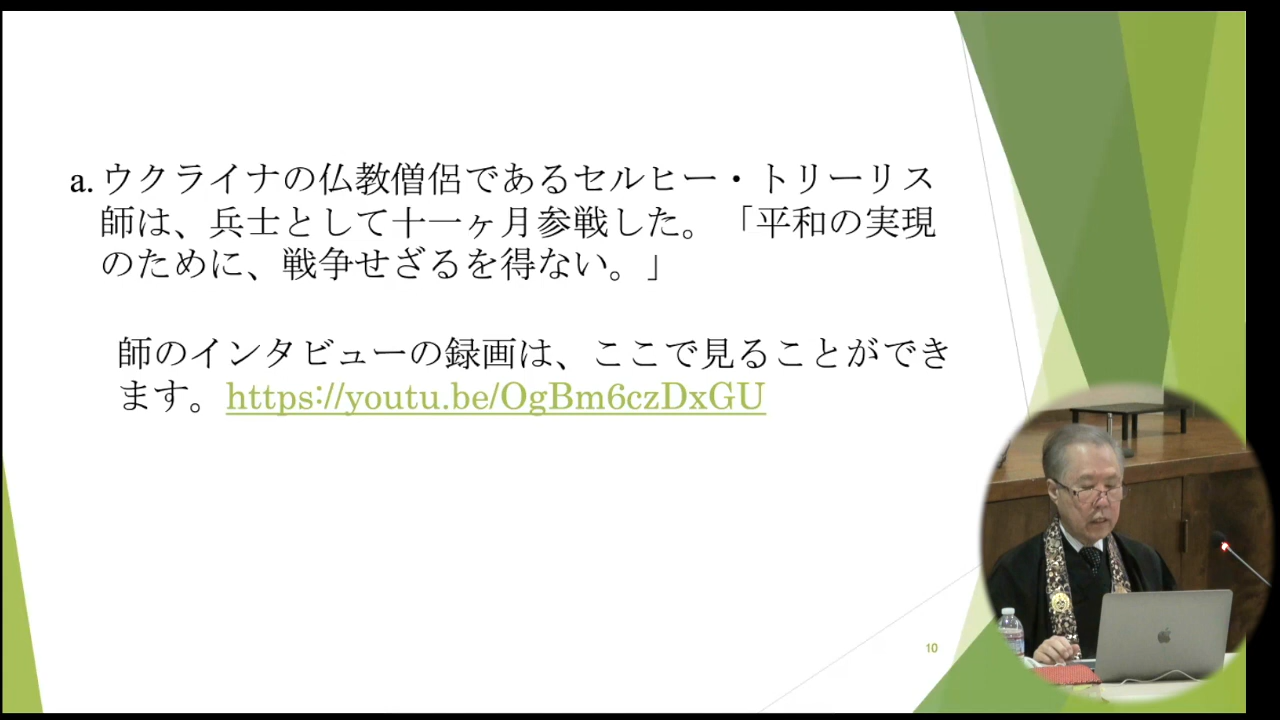 a. ウクライナの仏教僧侶であるセルヒー・トリーリス
師は、兵士として十一ヶ月参戦した。「平和の実現
のために、戦争せざるを得ない。」
師のインタビューの録画は、ここで見ることができ
ます。https://youtu.be/OgBm6czDxGU
10